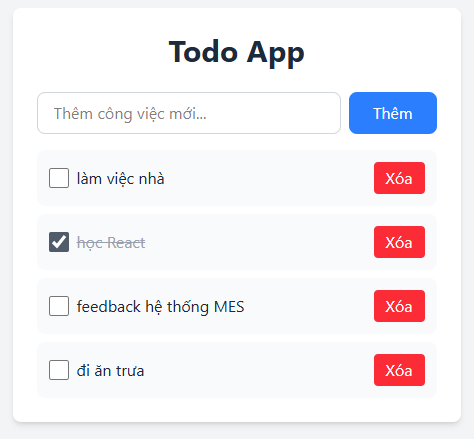 Todo App
Thêm công việc mới...
Thêm
làm việc nhà
Xóa
học React
Xóa
feedback hệ thống MES
Xóa
đi ăn trưa
Xóa